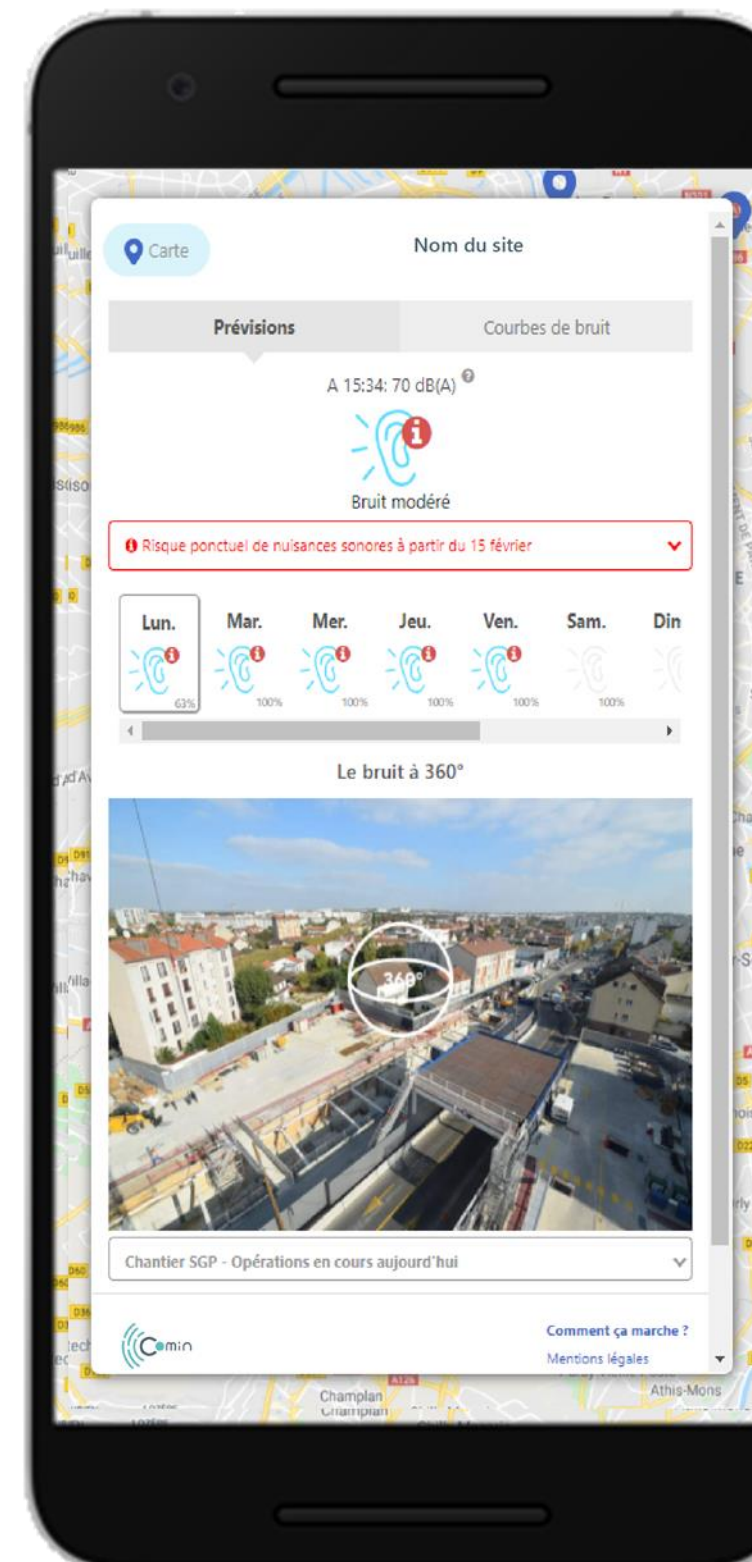 Carte
Nom du site
Prévisions
Courbes de bruit
A 15:34: 70 dB(A) ?
Bruit modéré
Risque ponctuel de nuisances sonores à partir du 15 février
Lun. Mar. Mer. Jeu. Ven. Sam. Din
63% 100% 100% 100% 100% 100%
Le bruit à 360°
360°
Chantier SGP - Opérations en cours aujourd'hui
Comin
Comment ça marche ?
Mentions légales
A126
Champlan
Champlan
Athis-Mons